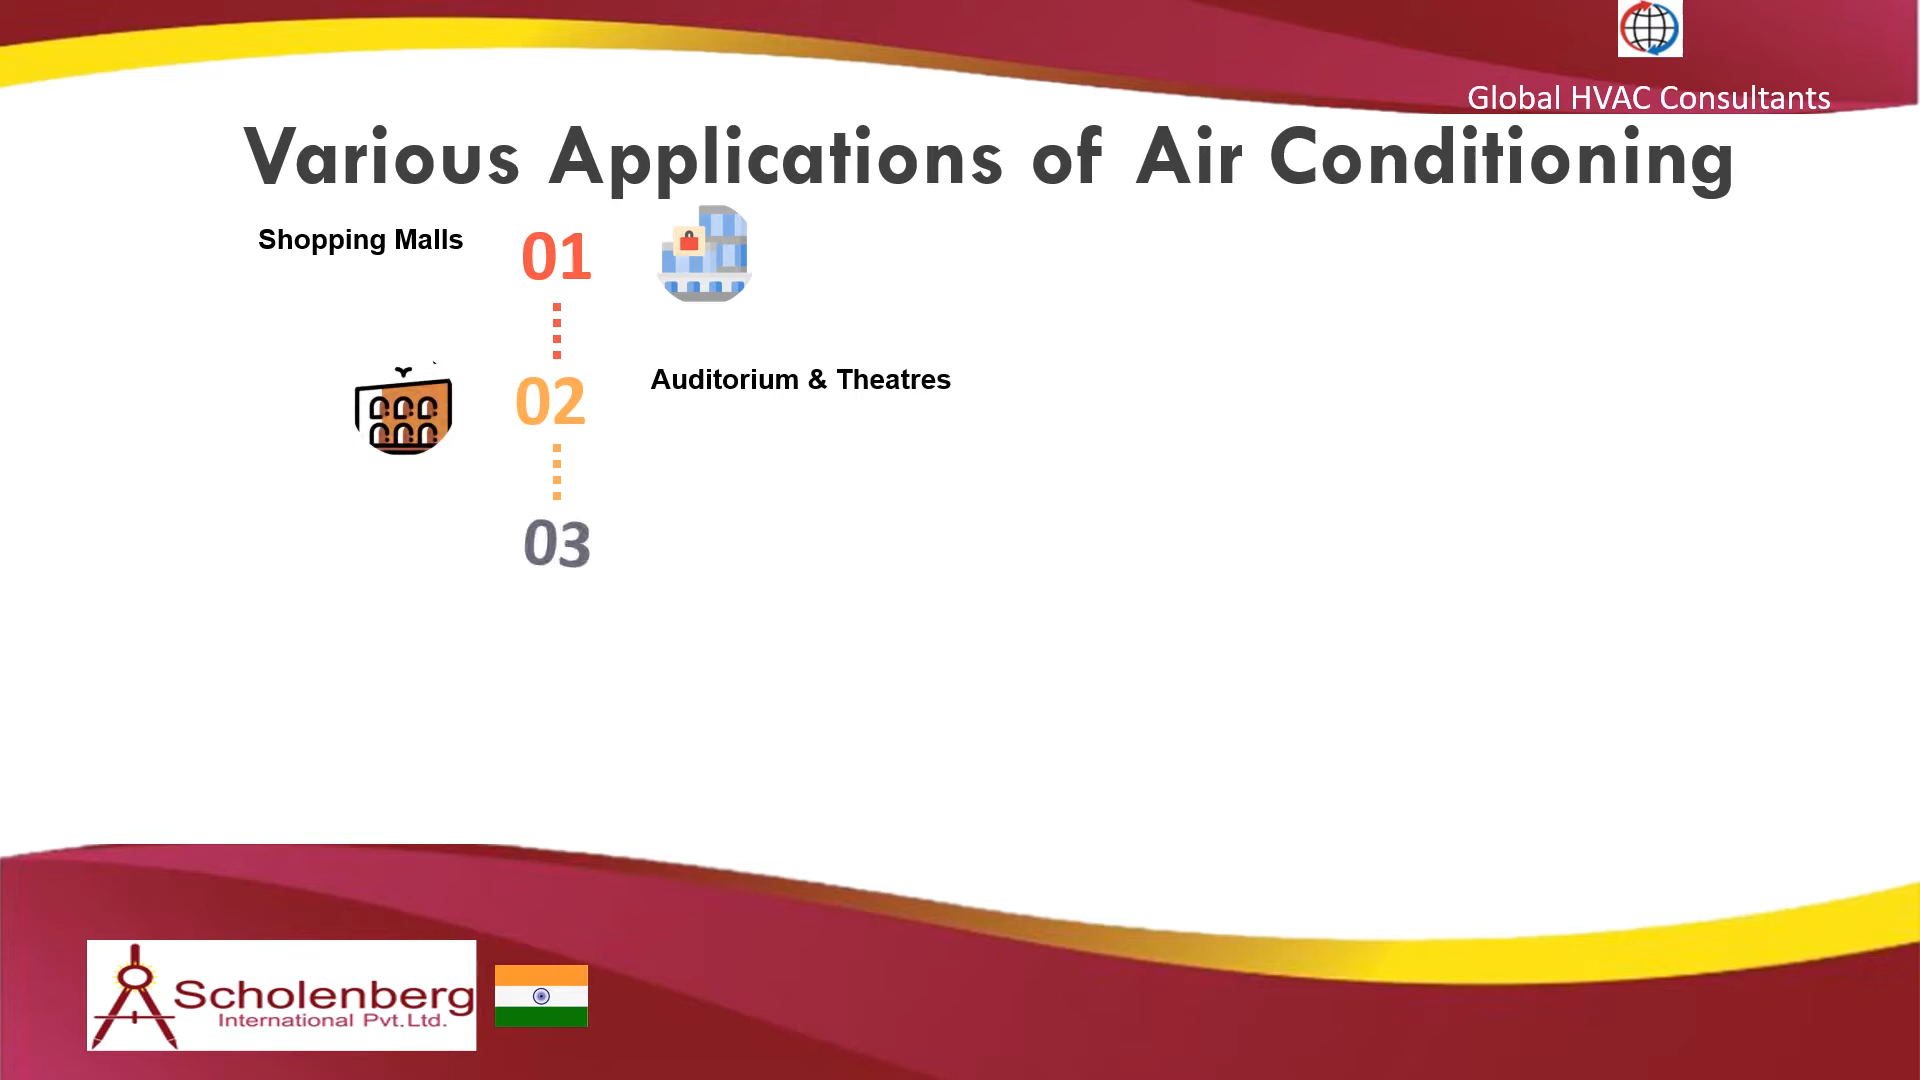 Global HVAC Consultants
Various Applications of Air Conditioning
Shopping Malls
01
02
Auditorium & Theatres
03
Scholenberg
International Pvt.Ltd.